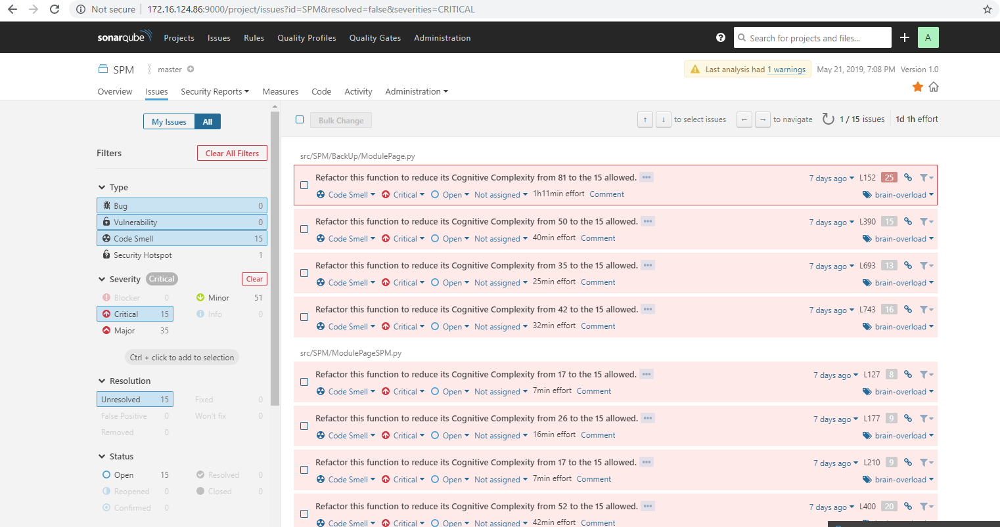 Not secure | 172.16.124.86:9000/project/issues?id=SPM&resolved=false&severities=CRITICAL
sonarqube Projects Issues Rules Quality Profiles Quality Gates Administration ? Search for projects and files... + A
SPM master Last analysis had 1 warnings May 21, 2019, 7:08 PM Version 1.0
Overview Issues Security Reports Measures Code Activity Administration
My Issues All
Filters Clear All Filters
Type
Bug 0
Vulnerability 0
Code Smell 15
Security Hotspot 1
Severity Critical Clear
Blocker 0 Minor 51
Critical 15 Info 0
Major 35
Ctrl + click to add to selection
Resolution
Unresolved 15 Fixed 0
False Positive 0 Won't fix 0
Removed 0
Status
Open 15 Resolved 0
Reopened 0 Closed 0
Confirmed 0
Bulk Change ↑ ↓ to select issues ← → to navigate 1 / 15 issues 1d 1h effort
src/SPM/BackUp/ModulePage.py
Refactor this function to reduce its Cognitive Complexity from 81 to the 15 allowed. ••• 7 days ago L152 25
Code Smell Critical Open Not assigned 1h11min effort Comment brain-overload
Refactor this function to reduce its Cognitive Complexity from 50 to the 15 allowed. ••• 7 days ago L390 15
Code Smell Critical Open Not assigned 40min effort Comment brain-overload
Refactor this function to reduce its Cognitive Complexity from 35 to the 15 allowed. ••• 7 days ago L693 13
Code Smell Critical Open Not assigned 25min effort Comment brain-overload
Refactor this function to reduce its Cognitive Complexity from 42 to the 15 allowed. ••• 7 days ago L743 16
Code Smell Critical Open Not assigned 32min effort Comment brain-overload
src/SPM/ModulePageSPM.py
Refactor this function to reduce its Cognitive Complexity from 17 to the 15 allowed. ••• 7 days ago L127 8
Code Smell Critical Open Not assigned 7min effort Comment brain-overload
Refactor this function to reduce its Cognitive Complexity from 26 to the 15 allowed. ••• 7 days ago L177 9
Code Smell Critical Open Not assigned 16min effort Comment brain-overload
Refactor this function to reduce its Cognitive Complexity from 17 to the 15 allowed. ••• 7 days ago L210 9
Code Smell Critical Open Not assigned 7min effort Comment brain-overload
Refactor this function to reduce its Cognitive Complexity from 52 to the 15 allowed. ••• 7 days ago L400 20
Code Smell Critical Open Not assigned 42min effort Comment